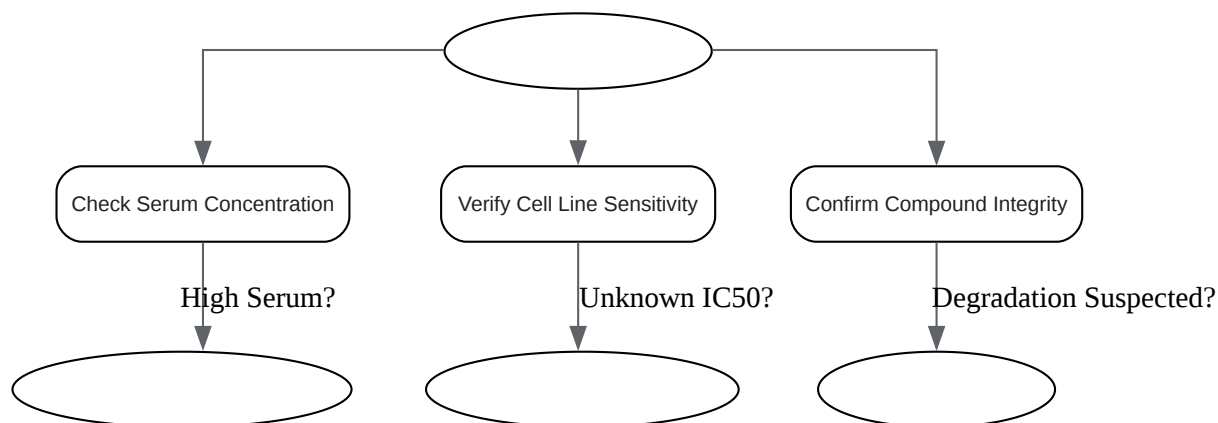 Check Serum Concentration
Verify Cell Line Sensitivity
Confirm Compound Integrity
High Serum?
Unknown IC50?
Degradation Suspected?